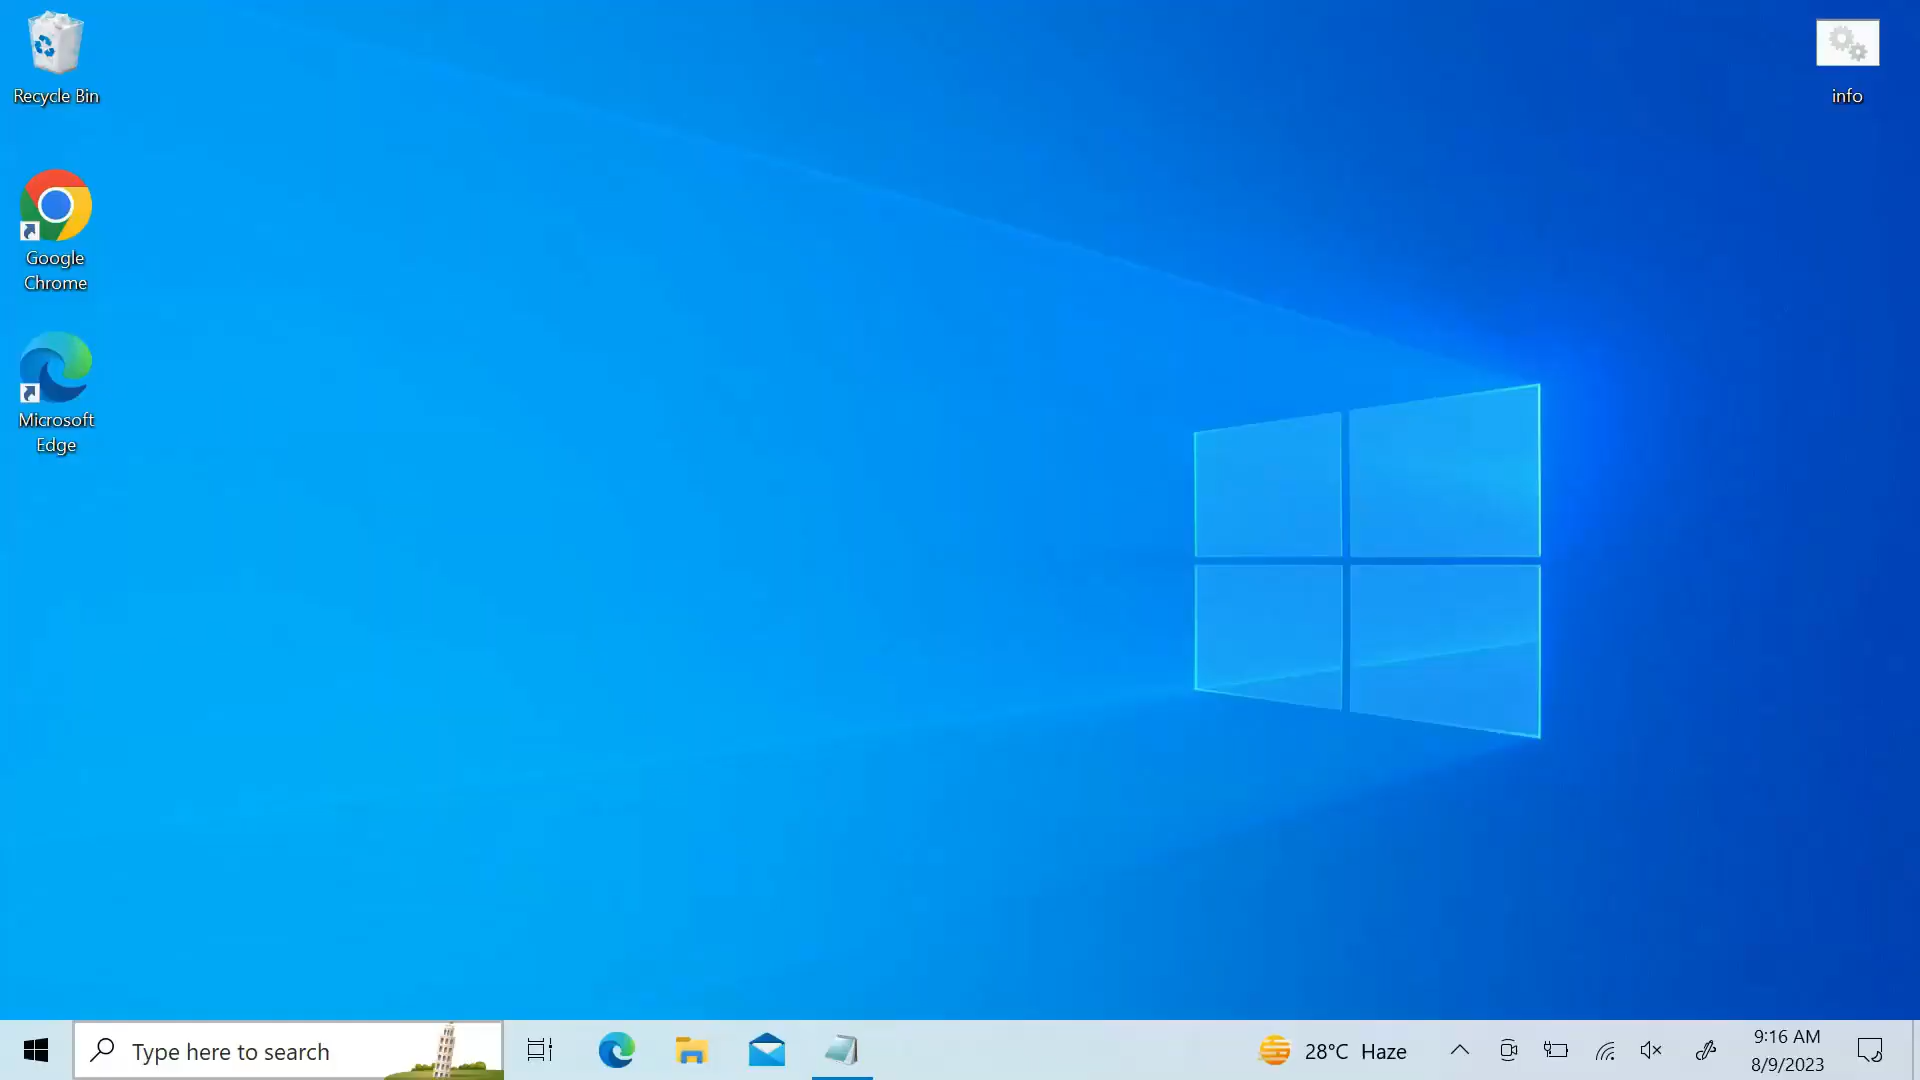 Recycle Bin
info
Google
Chrome
Microsoft
Edge
Type here to search
28°C Haze
9:16 AM
8/9/2023